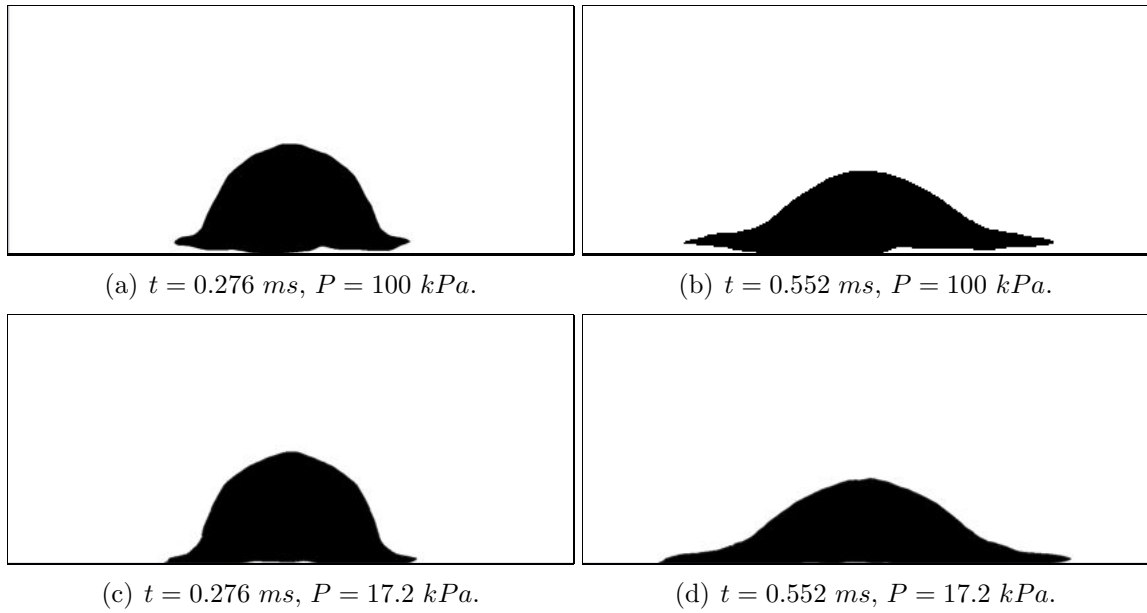 (a) t = 0.276 ms, P = 100 kPa.
(b) t = 0.552 ms, P = 100 kPa.
(c) t = 0.276 ms, P = 17.2 kPa.
(d) t = 0.552 ms, P = 17.2 kPa.